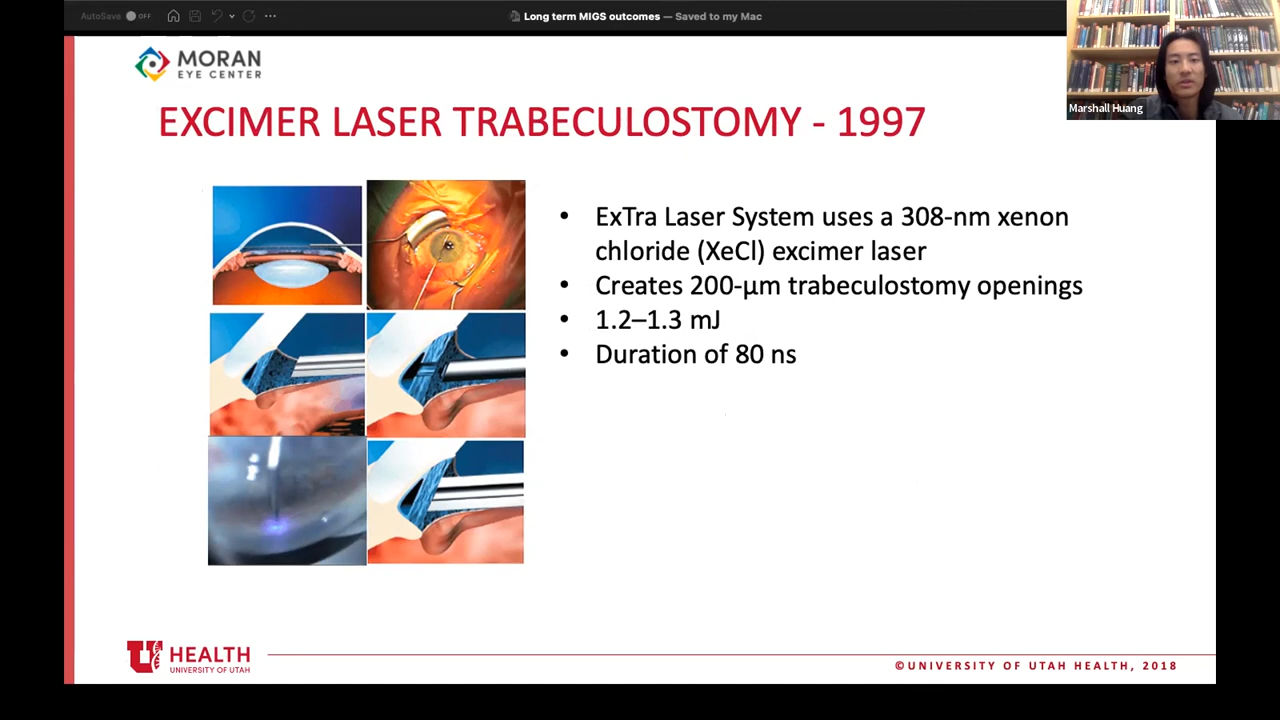 AutoSave OFF
Long term MIGS outcomes — Saved to my Mac
Marshall Huang
MORAN
EYE CENTER
EXCIMER LASER TRABECULOSTOMY - 1997
• ExTra Laser System uses a 308-nm xenon
chloride (XeCl) excimer laser
• Creates 200-µm trabeculostomy openings
• 1.2–1.3 mJ
• Duration of 80 ns
U HEALTH
UNIVERSITY OF UTAH
©UNIVERSITY OF UTAH HEALTH, 2018